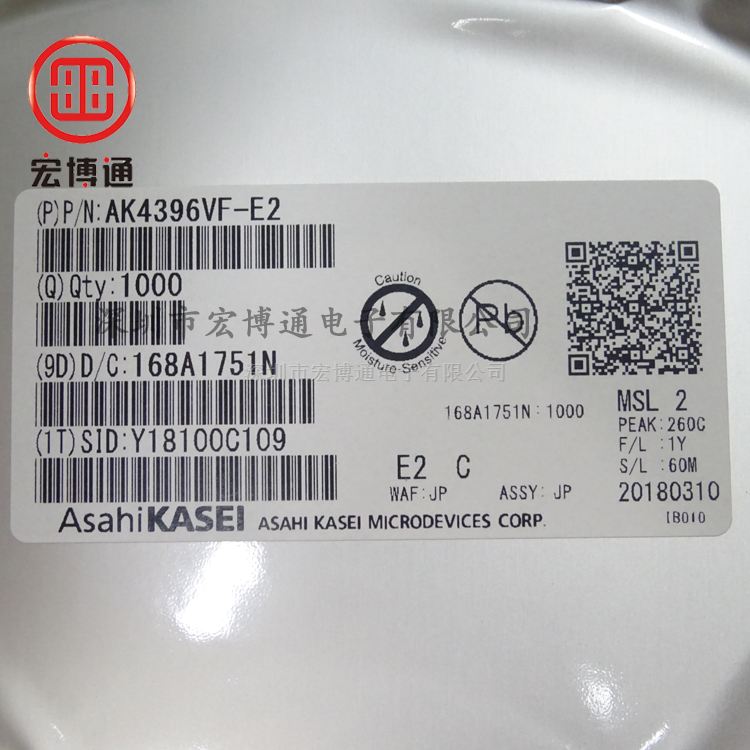 宏博通
(P)P/N:AK4396VF-E2
(Q)Qty:1000
Caution
Moisture-Sensitive
Pb
深圳市宏博通电子有限公司
(9D)D/C:168A1751N
深圳市宏博通电子有限公司
168A1751N:1000
MSL 2
PEAK:260C
F/L :1Y
S/L :60M
(1T)SID:Y18100C109
E2 C
WAF:JP ASSY:JP
20180310
AsahiKASEI ASAHI KASEI MICRODEVICES CORP.
IB010